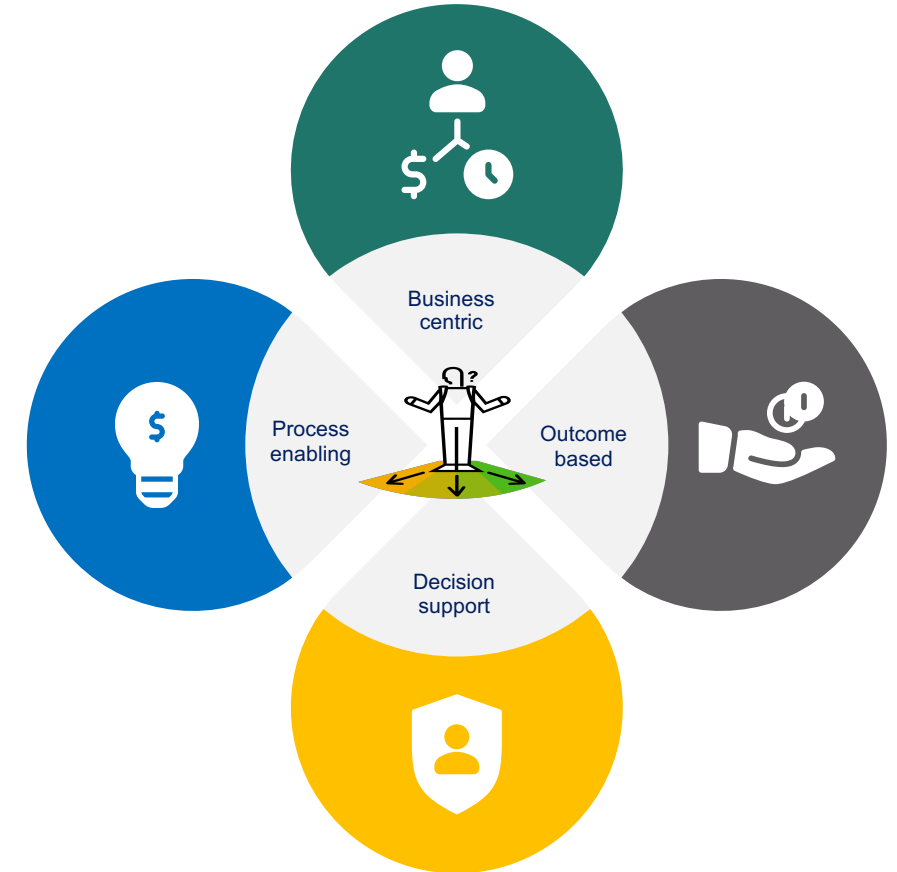 $
Business
centric
?
$
Process
enabling
Outcome
based
Decision
support